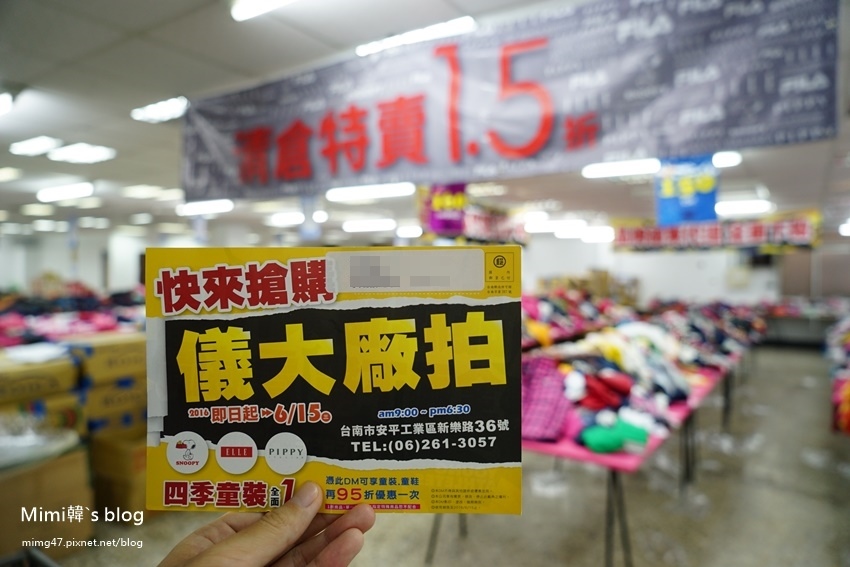 FILA
清倉特賣1.5折
快來搶購
儀大廠拍
2016 即日起 6/15
am9:00 ~ pm6:30
台南市安平工業區新樂路36號
TEL:(06)261-3057
SNOOPY
ELLE
PIPPY
四季童裝全面1
憑此DM可享童裝,童鞋
再95折優惠一次
Mimi韓`s blog
mimg47.pixnet.net/blog